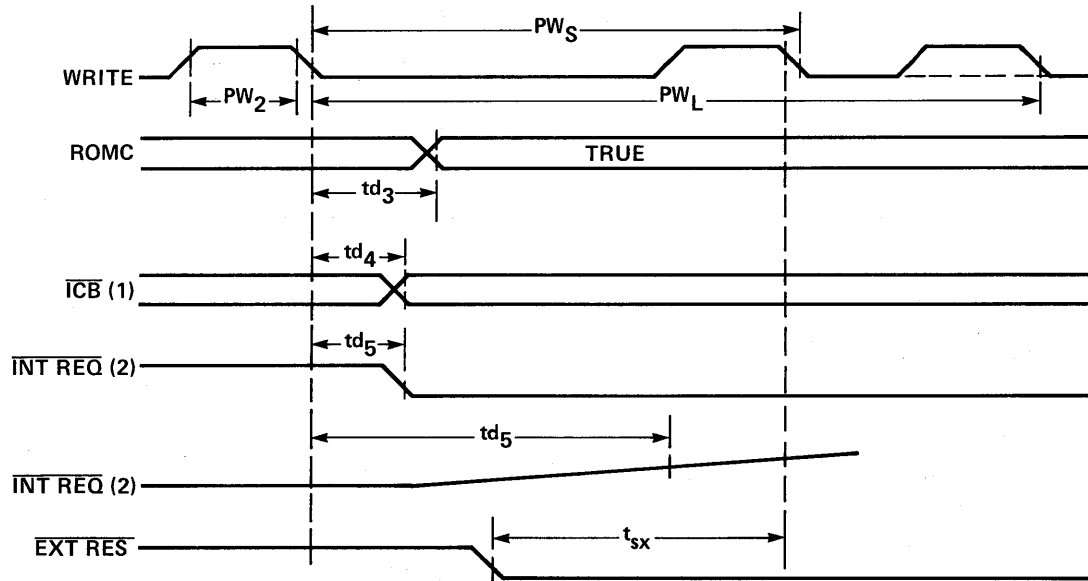 PWS
WRITE
PW2
PWL
ROMC
TRUE
td3
td4
ICB (1)
td5
INT REQ (2)
td5
INT REQ (2)
tsx
EXT RES